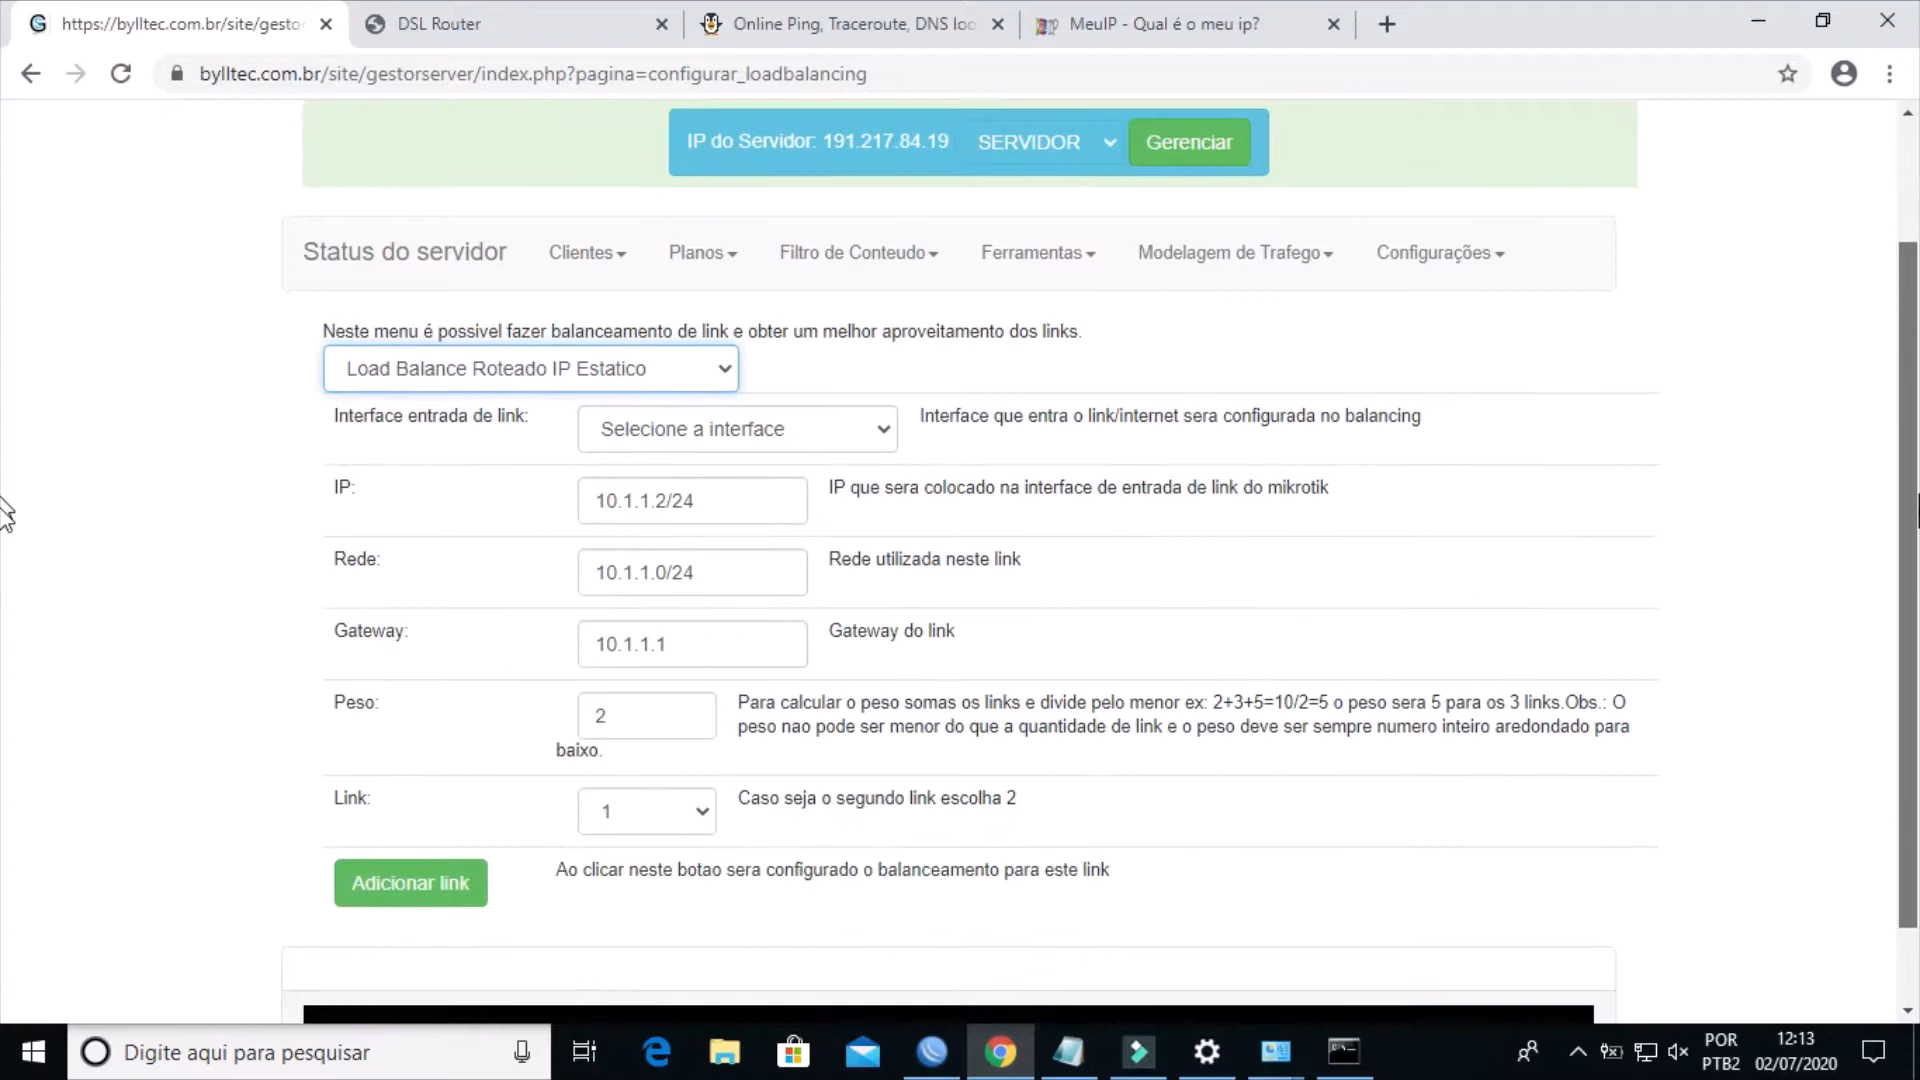 https://bylltec.com.br/site/gesto
DSL Router
Online Ping, Traceroute, DNS loo
MeuIP - Qual é o meu ip?
bylltec.com.br/site/gestorserver/index.php?pagina=configurar_loadbalancing
IP do Servidor: 191.217.84.19 SERVIDOR Gerenciar
Status do servidor Clientes Planos Filtro de Conteudo Ferramentas Modelagem de Trafego Configurações
Neste menu é possivel fazer balanceamento de link e obter um melhor aproveitamento dos links.
Load Balance Roteado IP Estatico
Interface entrada de link: Selecione a interface Interface que entra o link/internet sera configurada no balancing
IP: 10.1.1.2/24 IP que sera colocado na interface de entrada de link do mikrotik
Rede: 10.1.1.0/24 Rede utilizada neste link
Gateway: 10.1.1.1 Gateway do link
Peso: 2 Para calcular o peso somas os links e divide pelo menor ex: 2+3+5=10/2=5 o peso sera 5 para os 3 links.Obs.: O
peso nao pode ser menor do que a quantidade de link e o peso deve ser sempre numero inteiro aredondado para
baixo.
Link: 1 Caso seja o segundo link escolha 2
Adicionar link Ao clicar neste botao sera configurado o balanceamento para este link
Digite aqui para pesquisar
POR
PTB2
12:13
02/07/2020